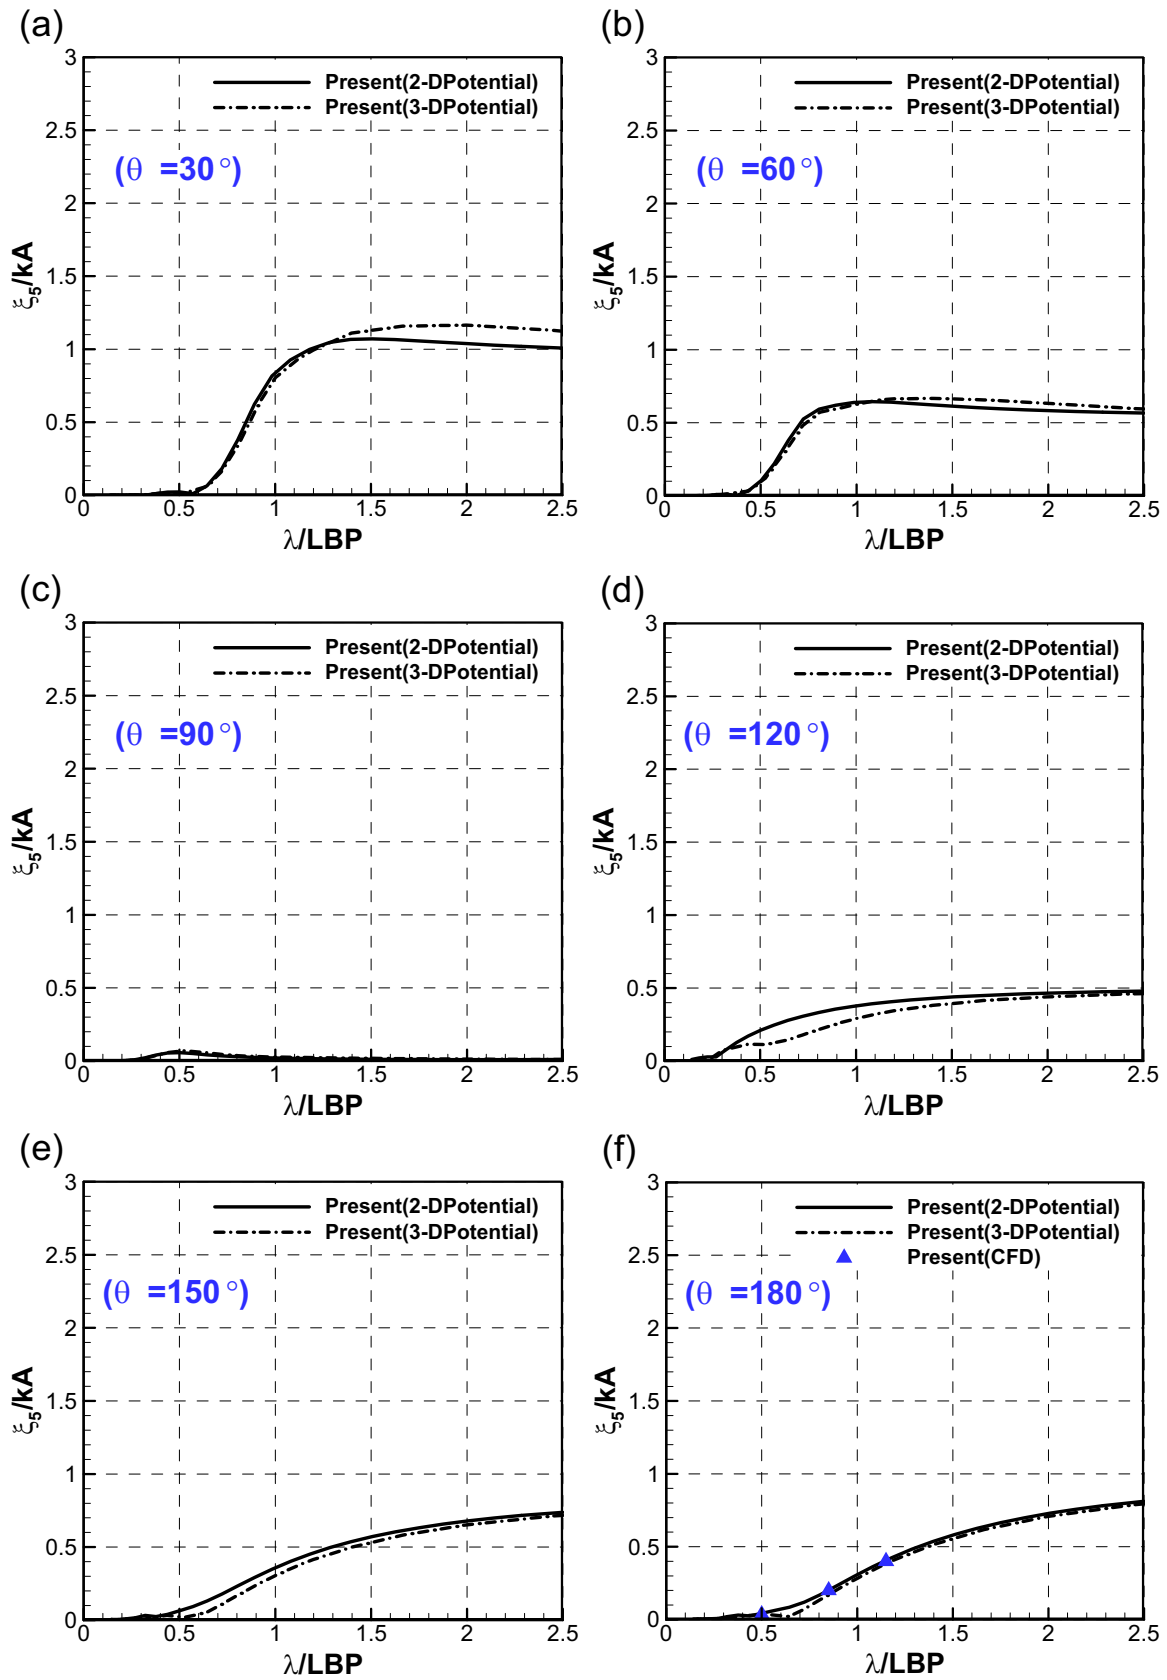 (a)
3
2.5
2
1.5
1
0.5
0
ξ5/kA
Present(2-DPotential)
Present(3-DPotential)
(θ =30°)
0 0.5 1 1.5 2 2.5
λ/LBP
(b)
3
2.5
2
1.5
1
0.5
0
ξ5/kA
Present(2-DPotential)
Present(3-DPotential)
(θ =60°)
0 0.5 1 1.5 2 2.5
λ/LBP
(c)
3
2.5
2
1.5
1
0.5
0
ξ5/kA
Present(2-DPotential)
Present(3-DPotential)
(θ =90°)
0 0.5 1 1.5 2 2.5
λ/LBP
(d)
3
2.5
2
1.5
1
0.5
0
ξ5/kA
Present(2-DPotential)
Present(3-DPotential)
(θ =120°)
0 0.5 1 1.5 2 2.5
λ/LBP
(e)
3
2.5
2
1.5
1
0.5
0
ξ5/kA
Present(2-DPotential)
Present(3-DPotential)
(θ =150°)
0 0.5 1 1.5 2 2.5
λ/LBP
(f)
3
2.5
2
1.5
1
0.5
0
ξ5/kA
Present(2-DPotential)
Present(3-DPotential)
Present(CFD)
(θ =180°)
0 0.5 1 1.5 2 2.5
λ/LBP